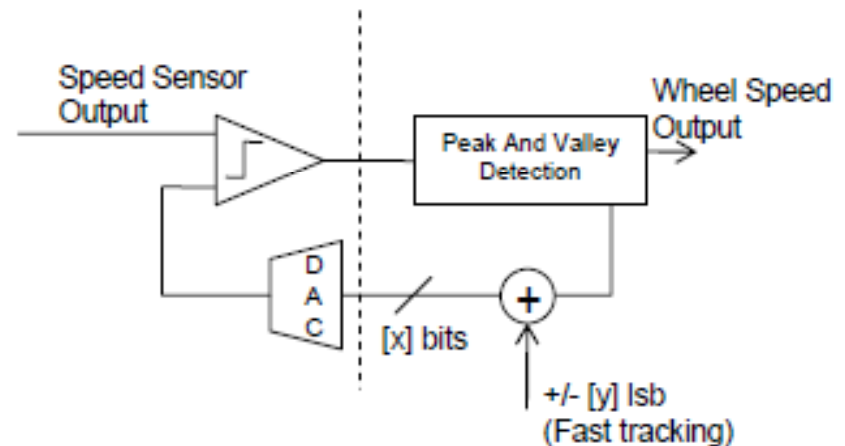 Speed Sensor
Output
Wheel Speed
Output
Peak And Valley
Detection
D
A
C
+
[x] bits
+/- [y] lsb
(Fast tracking)